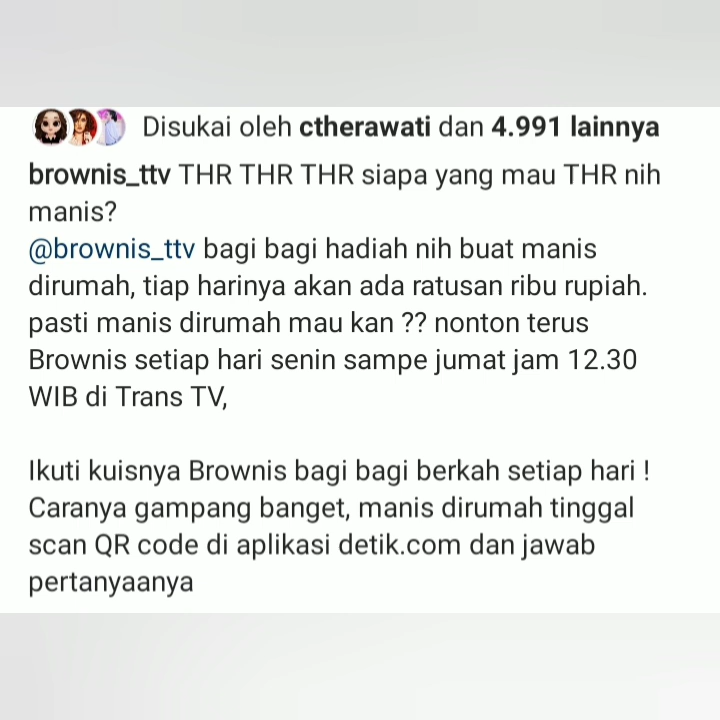 Disukai oleh ctherawati dan 4.991 lainnya
brownis_ttv THR THR THR siapa yang mau THR nih
manis?
@brownis_ttv bagi bagi hadiah nih buat manis
dirumah, tiap harinya akan ada ratusan ribu rupiah.
pasti manis dirumah mau kan ?? nonton terus
Brownis setiap hari senin sampe jumat jam 12.30
WIB di Trans TV,
Ikuti kuisnya Brownis bagi bagi berkah setiap hari !
Caranya gampang banget, manis dirumah tinggal
scan QR code di aplikasi detik.com dan jawab
pertanyaanya